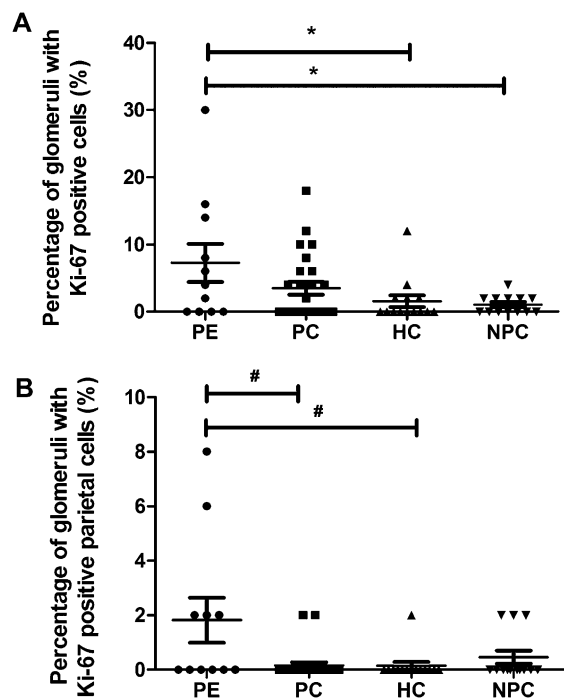 A
Percentage of glomeruli with
Ki-67 positive cells (%)
40
30
20
10
0
*
*
PE PC HC NPC
B
Percentage of glomeruli with
Ki-67 positive parietal cells (%)
10
8
6
4
2
0
#
#
PE PC HC NPC